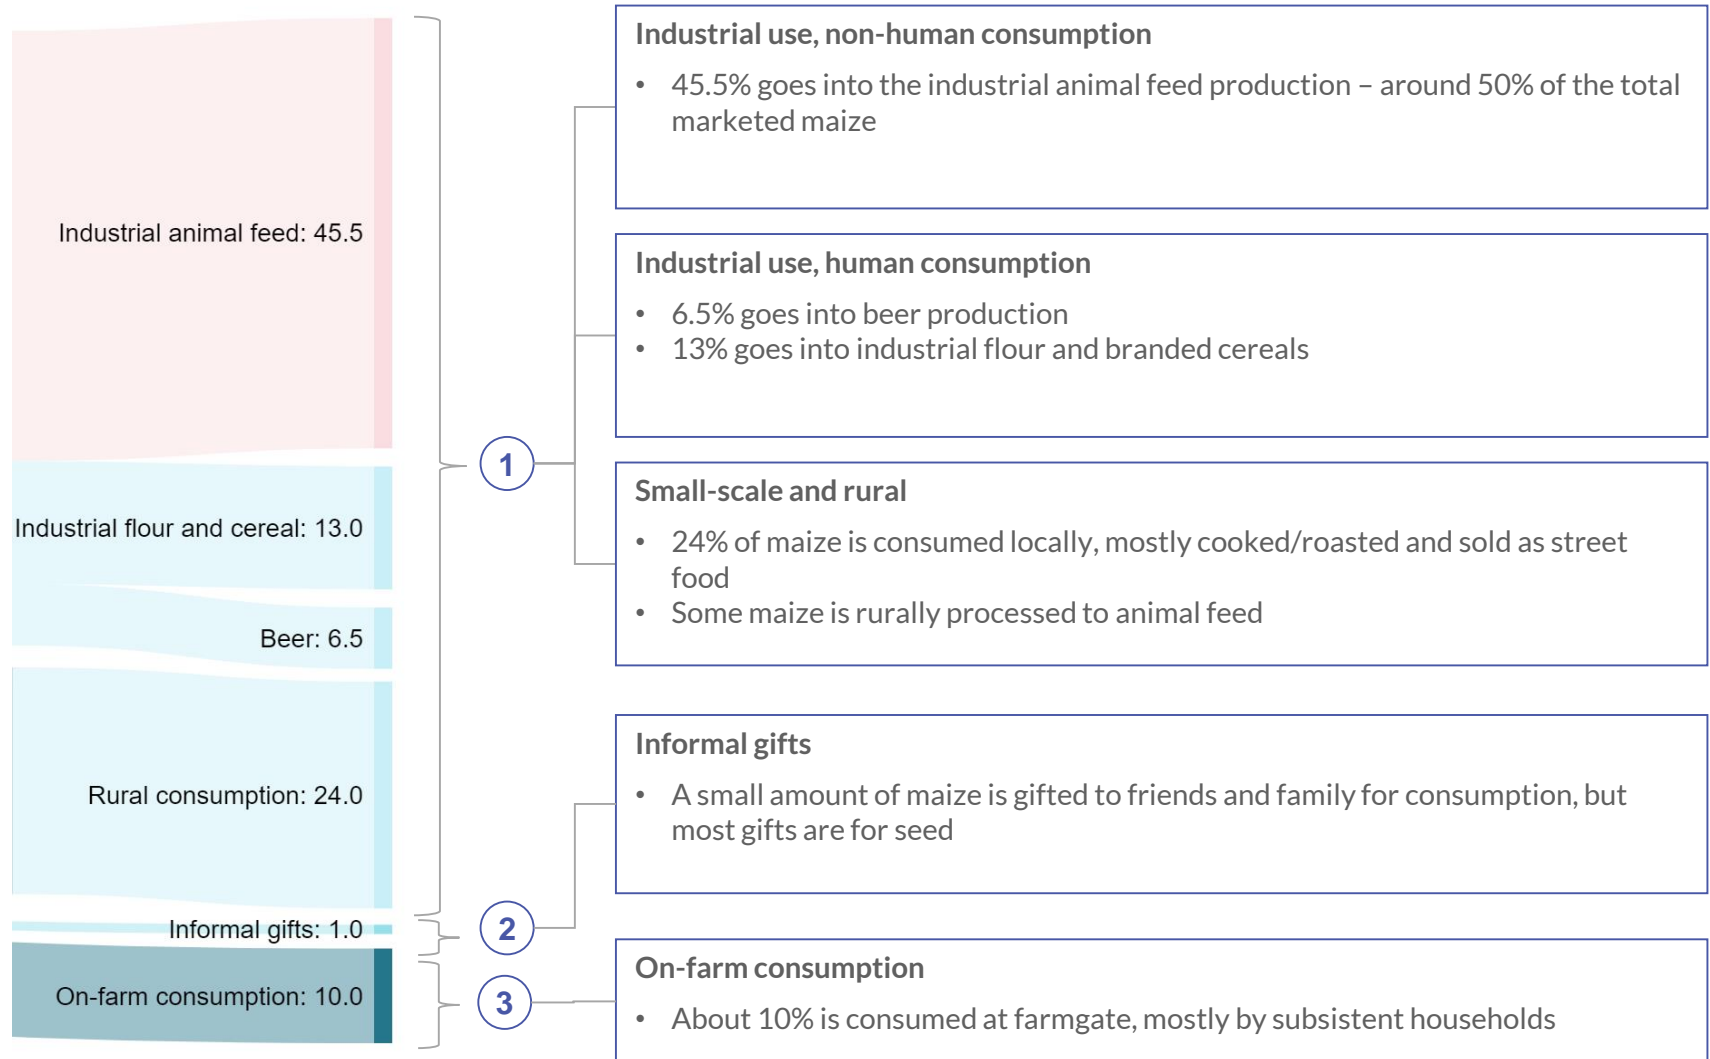 Industrial animal feed: 45.5
Industrial flour and cereal: 13.0
Beer: 6.5
Rural consumption: 24.0
Informal gifts: 1.0
On-farm consumption: 10.0
1
2
3
Industrial use, non-human consumption
• 45.5% goes into the industrial animal feed production – around 50% of the total
marketed maize
Industrial use, human consumption
• 6.5% goes into beer production
• 13% goes into industrial flour and branded cereals
Small-scale and rural
• 24% of maize is consumed locally, mostly cooked/roasted and sold as street
food
• Some maize is rurally processed to animal feed
Informal gifts
• A small amount of maize is gifted to friends and family for consumption, but
most gifts are for seed
On-farm consumption
• About 10% is consumed at farmgate, mostly by subsistent households